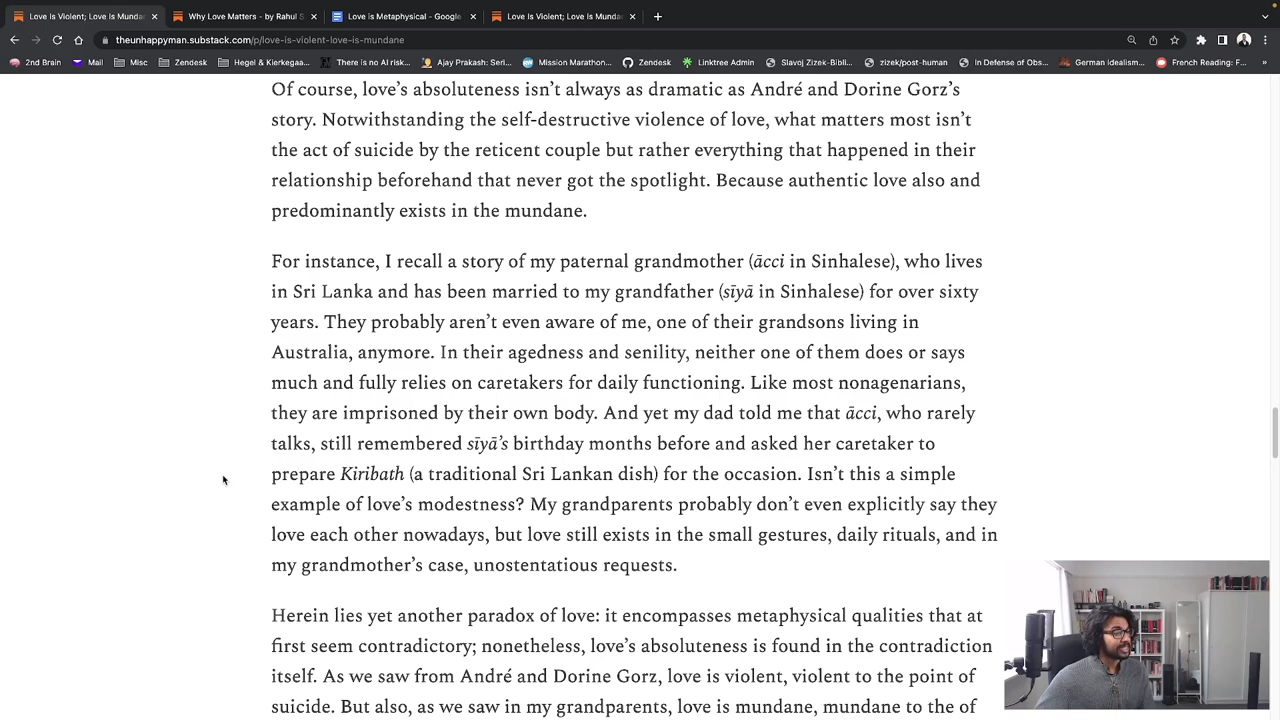 Love Is Violent; Love Is Munda
Why Love Matters - by Rahul S
Love is Metaphysical - Google
Love Is Violent; Love Is Munda
theunhappyman.substack.com/p/love-is-violent-love-is-mundane
2nd Brain
Mail
Misc
Zendesk
Hegel & Kierkegaa...
There is no AI risk...
Ajay Prakash: Seri...
Mission Marathon...
Zendesk
Linktree Admin
Slavoj Zizek-Bibli...
zizek/post-human
In Defense of Obs...
German Idealism...
French Reading: F...
»
Of course, love’s absoluteness isn’t always as dramatic as André and Dorine Gorz’s
story. Notwithstanding the self-destructive violence of love, what matters most isn’t
the act of suicide by the reticent couple but rather everything that happened in their
relationship beforehand that never got the spotlight. Because authentic love also and
predominantly exists in the mundane.
For instance, I recall a story of my paternal grandmother (ācci in Sinhalese), who lives
in Sri Lanka and has been married to my grandfather (sīyā in Sinhalese) for over sixty
years. They probably aren’t even aware of me, one of their grandsons living in
Australia, anymore. In their agedness and senility, neither one of them does or says
much and fully relies on caretakers for daily functioning. Like most nonagenarians,
they are imprisoned by their own body. And yet my dad told me that ācci, who rarely
talks, still remembered sīyā’s birthday months before and asked her caretaker to
prepare Kiribath (a traditional Sri Lankan dish) for the occasion. Isn’t this a simple
example of love’s modestness? My grandparents probably don’t even explicitly say they
love each other nowadays, but love still exists in the small gestures, daily rituals, and in
my grandmother’s case, unostentatious requests.
Herein lies yet another paradox of love: it encompasses metaphysical qualities that at
first seem contradictory; nonetheless, love’s absoluteness is found in the contradiction
itself. As we saw from André and Dorine Gorz, love is violent, violent to the point of
suicide. But also, as we saw in my grandparents, love is mundane, mundane to the of